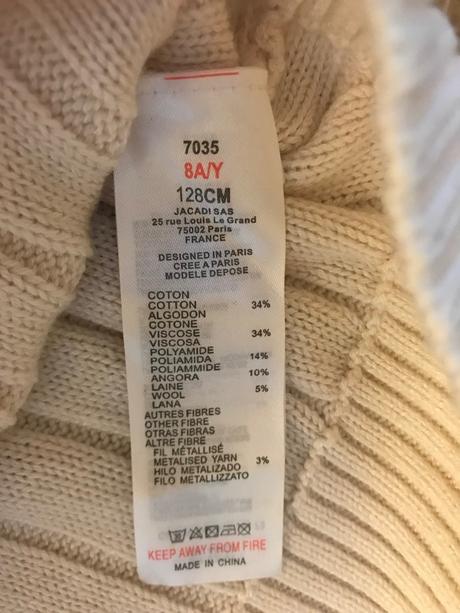 7035
8A/Y
128CM
JACADI SAS
25 rue Louis Le Grand
75002 Paris
FRANCE
DESIGNED IN PARIS
CREE A PARIS
MODELE DEPOSE
COTON
COTTON 34%
ALGODON
COTONE
VISCOSE 34%
VISCOSA
POLYAMIDE
POLIAMIDA 14%
POLIAMMIDE
ANGORA 10%
LAINE
WOOL 5%
LANA
AUTRES FIBRES
OTHER FIBRE
OTRAS FIBRAS
ALTRE FIBRE
FIL MÉTALLISÉ
METALISED YARN 3%
HILO METALIZADO
FILO METALLIZZATO
KEEP AWAY FROM FIRE
MADE IN CHINA